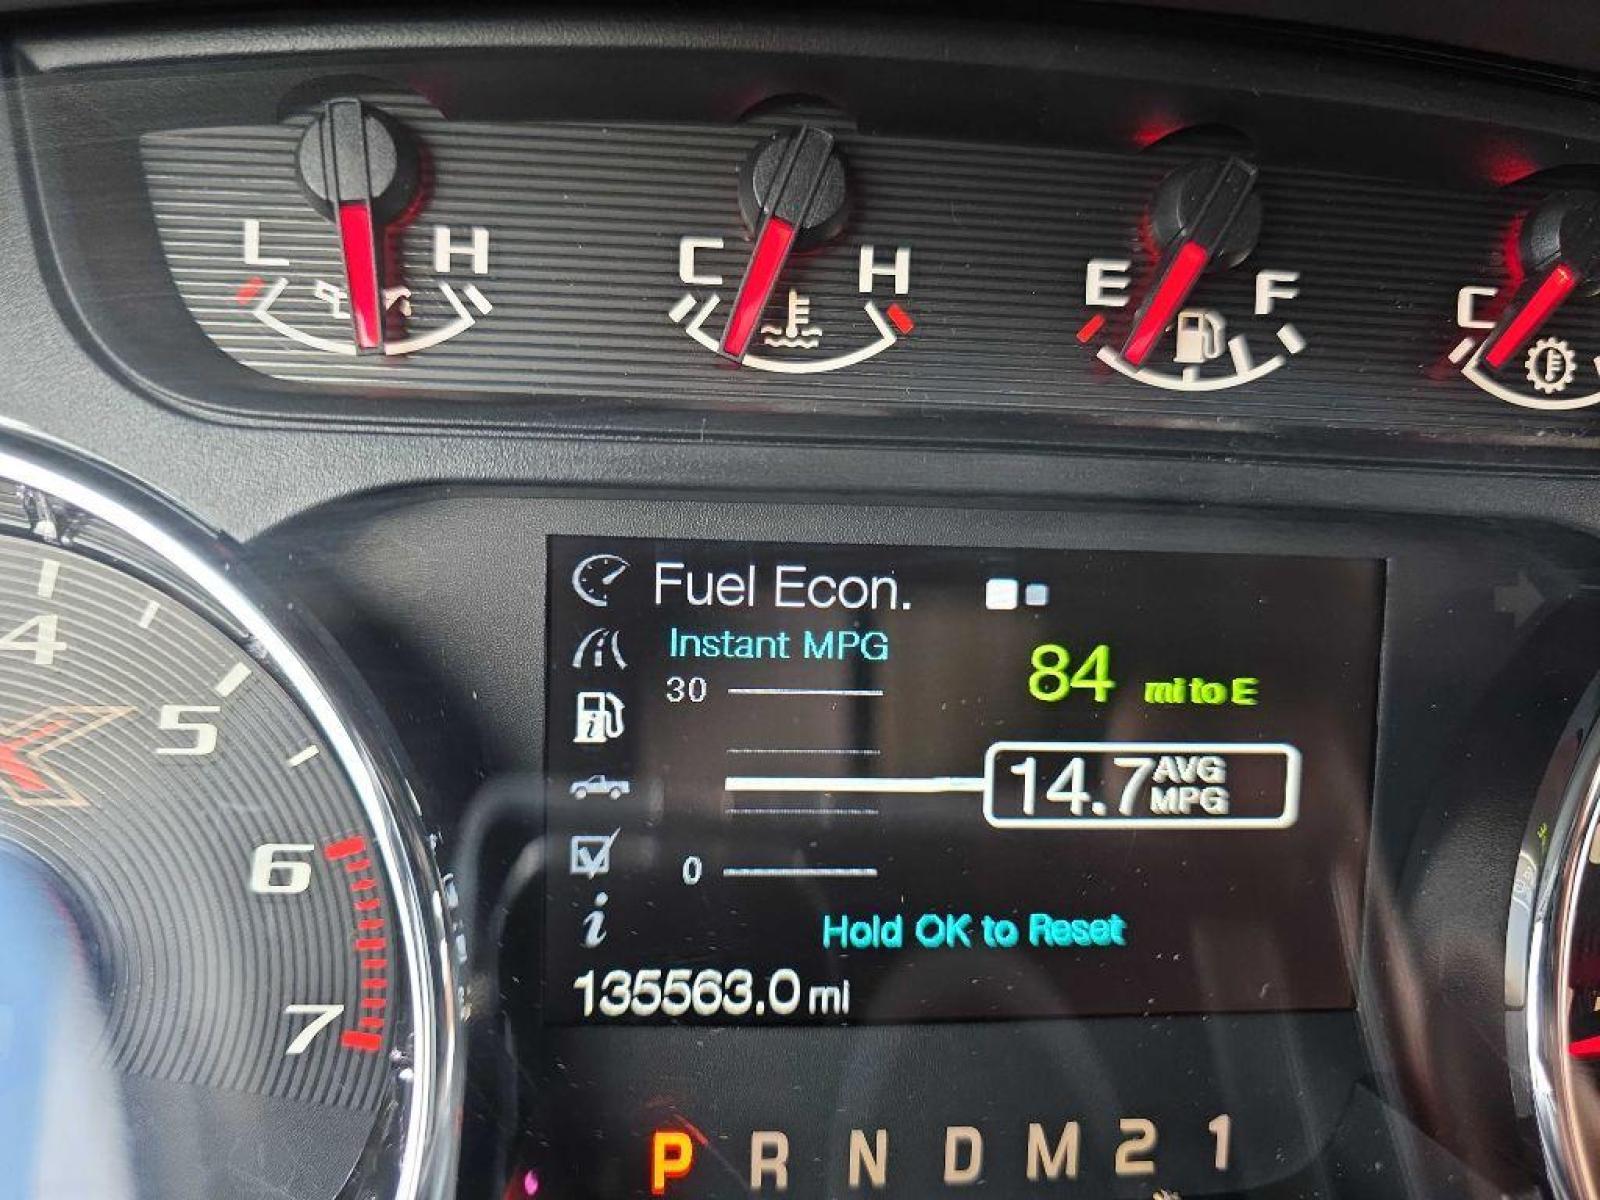 L H
C H
E F
C
Fuel Econ.
Instant MPG
30
84 mi to E
14.7 AVG MPG
0
Hold OK to Reset
135563.0 mi
4
5
6
7
P R N D M 2 1